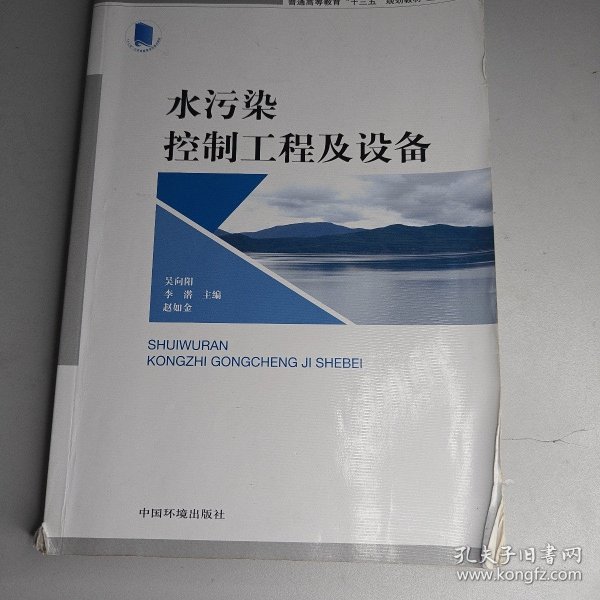 普通高等教育“十三五”规划教材
水污染
控制工程及设备
吴向阳
李潜 主编
赵如金
SHUIWURAN
KONGZHI GONGCHENG JI SHEBEI
中国环境出版社
孔夫子旧书网
www.kongfz.com